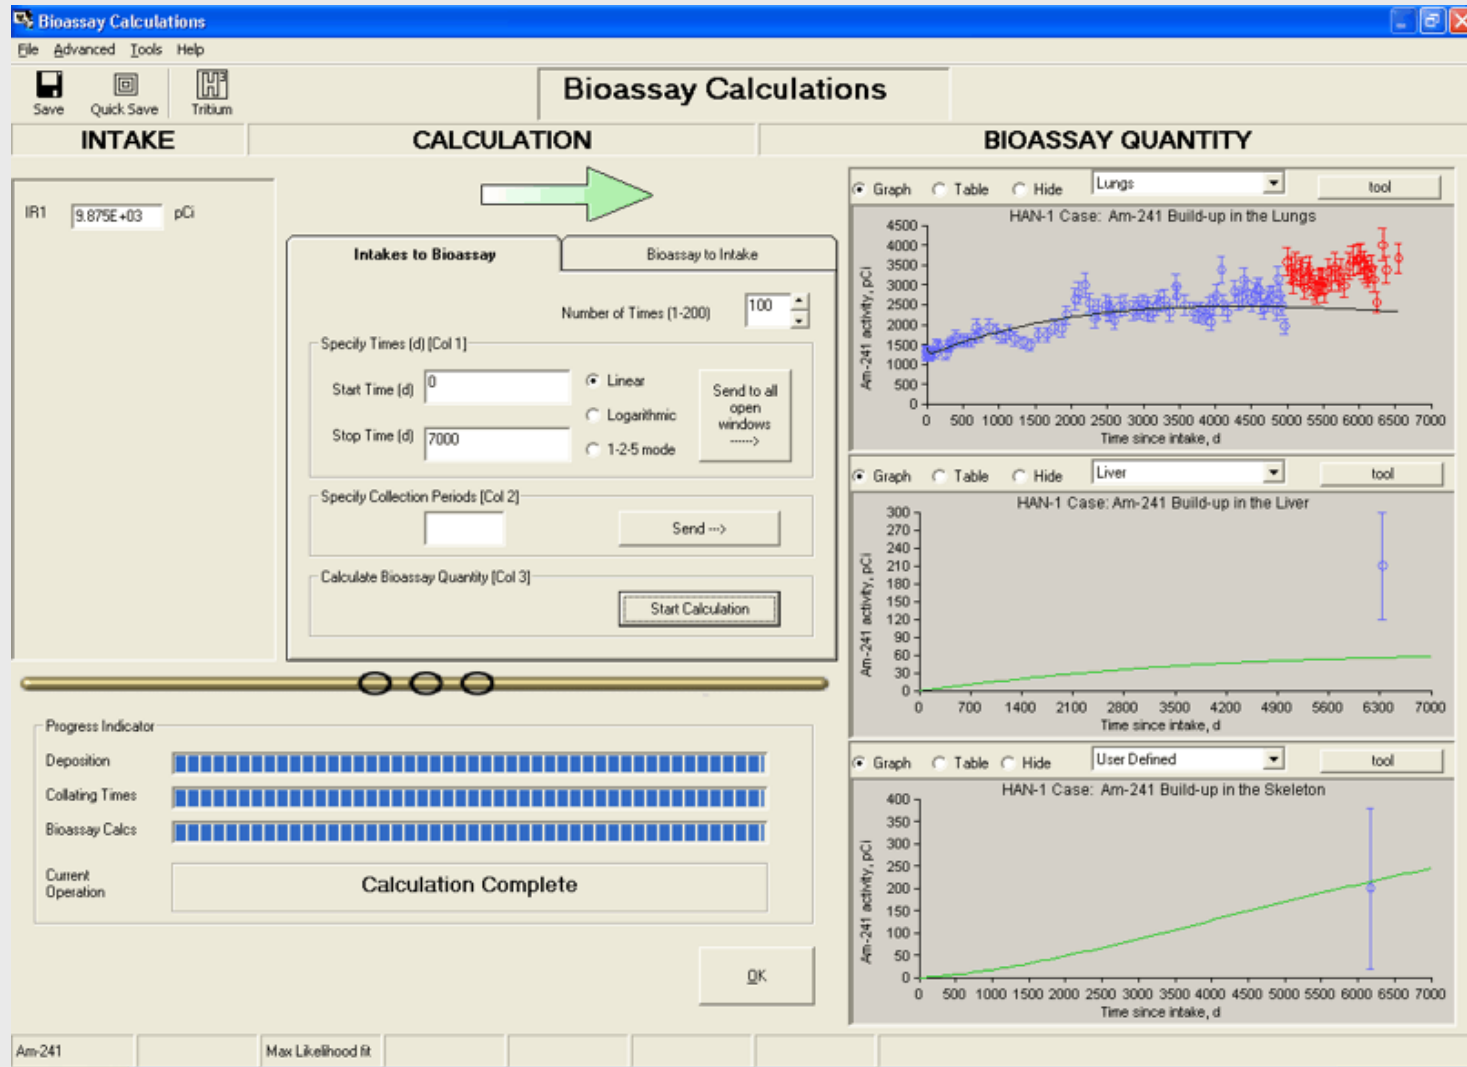 Bioassay Calculations
File Advanced Tools Help
Save Quick Save Tritium
H³
Bioassay Calculations
INTAKE CALCULATION BIOASSAY QUANTITY
IR1 9.875E+03 pCi
Intakes to Bioassay Bioassay to Intake
Number of Times (1-200) 100
Specify Times (d) [Col 1]
Start Time (d) 0
Linear
Logarithmic
Stop Time (d) 7000
1-2-5 mode
Send to all
open
windows
------>
Specify Collection Periods [Col 2]
Send --->
Calculate Bioassay Quantity [Col 3]
Start Calculation
Progress Indicator
Deposition
Collating Times
Bioassay Calcs
Current
Operation
Calculation Complete
OK
Graph Table Hide Lungs tool
HAN-1 Case: Am-241 Build-up in the Lungs
Am-241 activity, pCi
4500
4000
3500
3000
2500
2000
1500
1000
500
0
0 500 1000 1500 2000 2500 3000 3500 4000 4500 5000 5500 6000 6500 7000
Time since intake, d
Graph Table Hide Liver tool
HAN-1 Case: Am-241 Build-up in the Liver
Am-241 activity, pCi
300
270
240
210
180
150
120
90
60
30
0
0 700 1400 2100 2800 3500 4200 4900 5600 6300 7000
Time since intake, d
Graph Table Hide User Defined tool
HAN-1 Case: Am-241 Build-up in the Skeleton
Am-241 activity, pCi
400
350
300
250
200
150
100
50
0
0 500 1000 1500 2000 2500 3000 3500 4000 4500 5000 5500 6000 6500 7000
Time since intake, d
Am-241 Max Likelihood fit